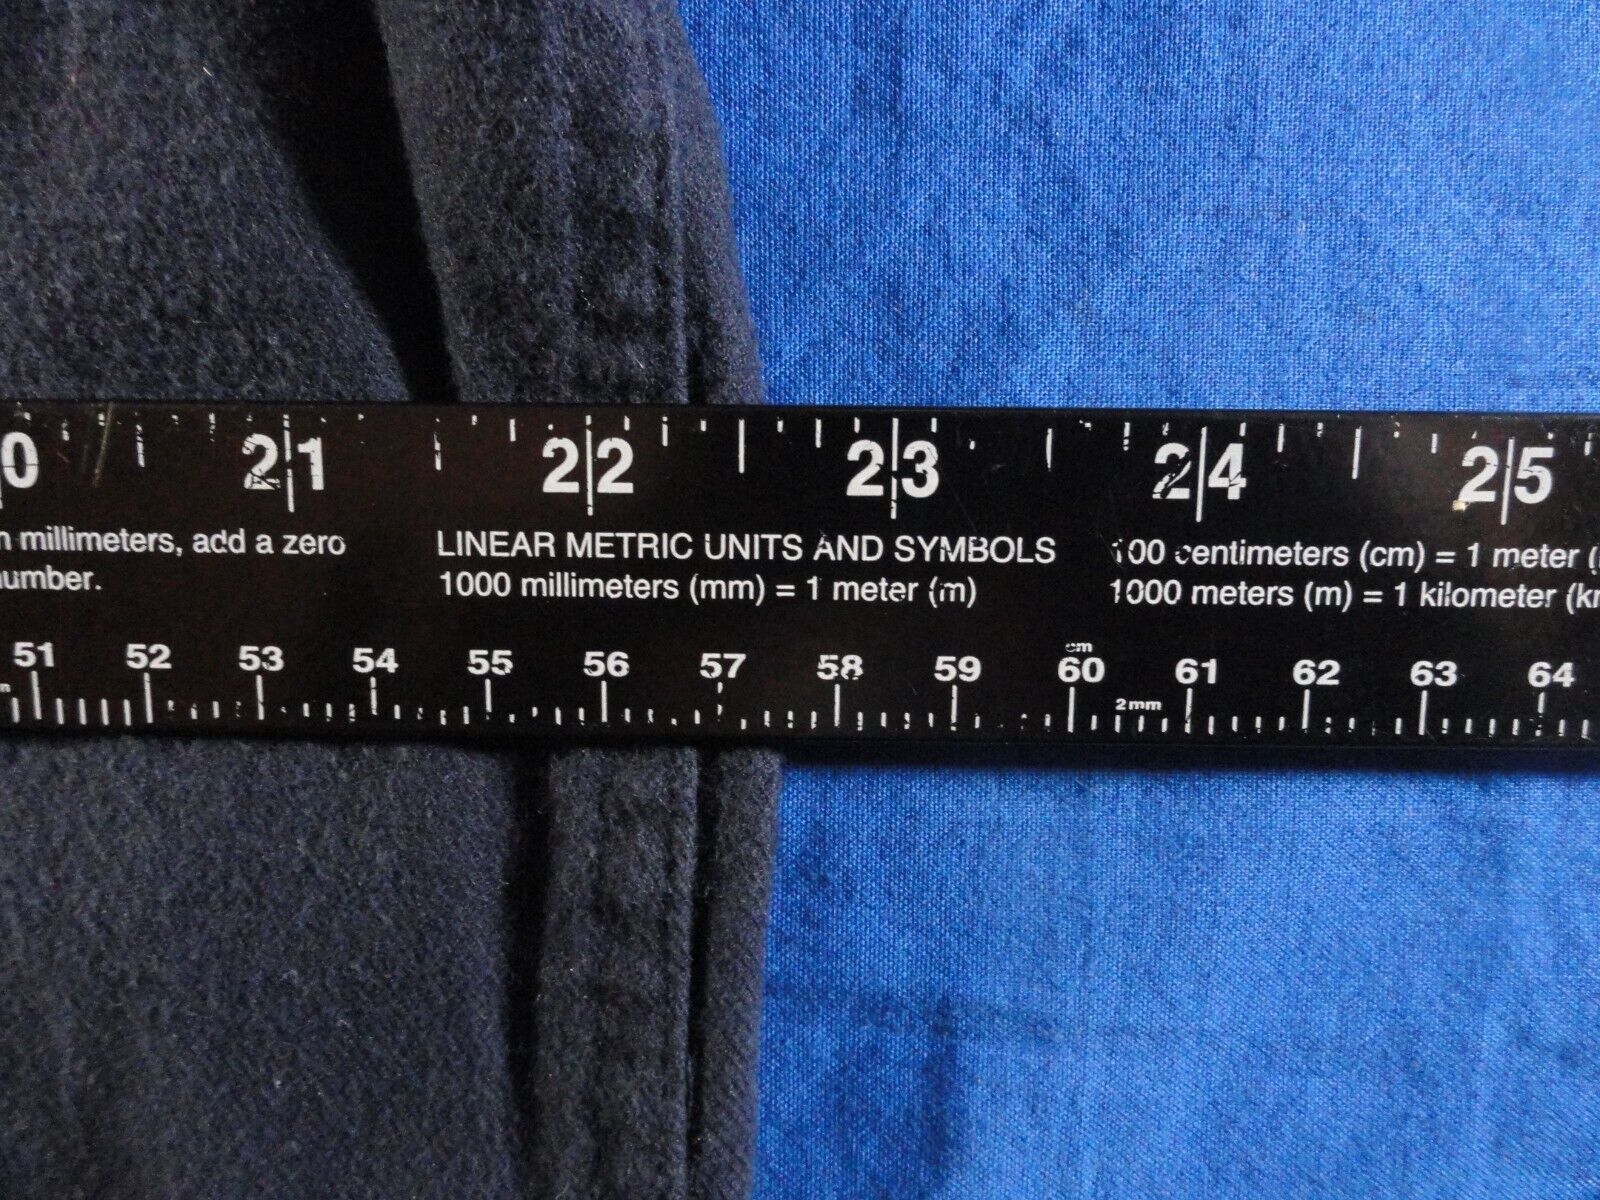 0 21 22 23 24 25
millimeters, add a zero LINEAR METRIC UNITS AND SYMBOLS 100 centimeters (cm) = 1 meter
1000 millimeters (mm) = 1 meter (m) 1000 meters (m) = 1 kilometer
cm
51 52 53 54 55 56 57 58 59 60 61 62 63 64
2mm